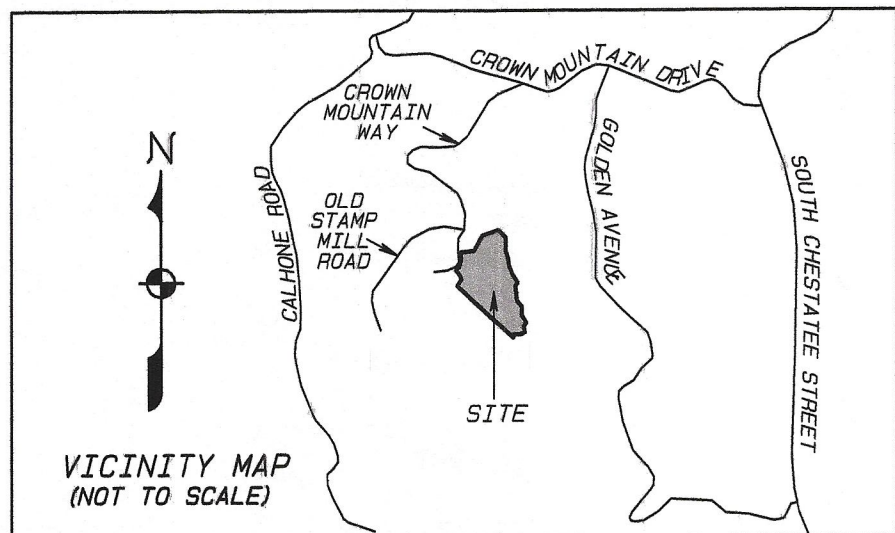 CROWN MOUNTAIN DRIVE
CROWN
MOUNTAIN
WAY
N
OLD
STAMP
MILL
ROAD
CALHONE ROAD
GOLDEN AVENUE
SOUTH CHESTATEE STREET
SITE
VICINITY MAP
(NOT TO SCALE)